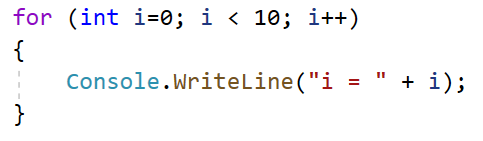 for (int i=0; i < 10; i++)
{
    Console.WriteLine("i = " + i);
}